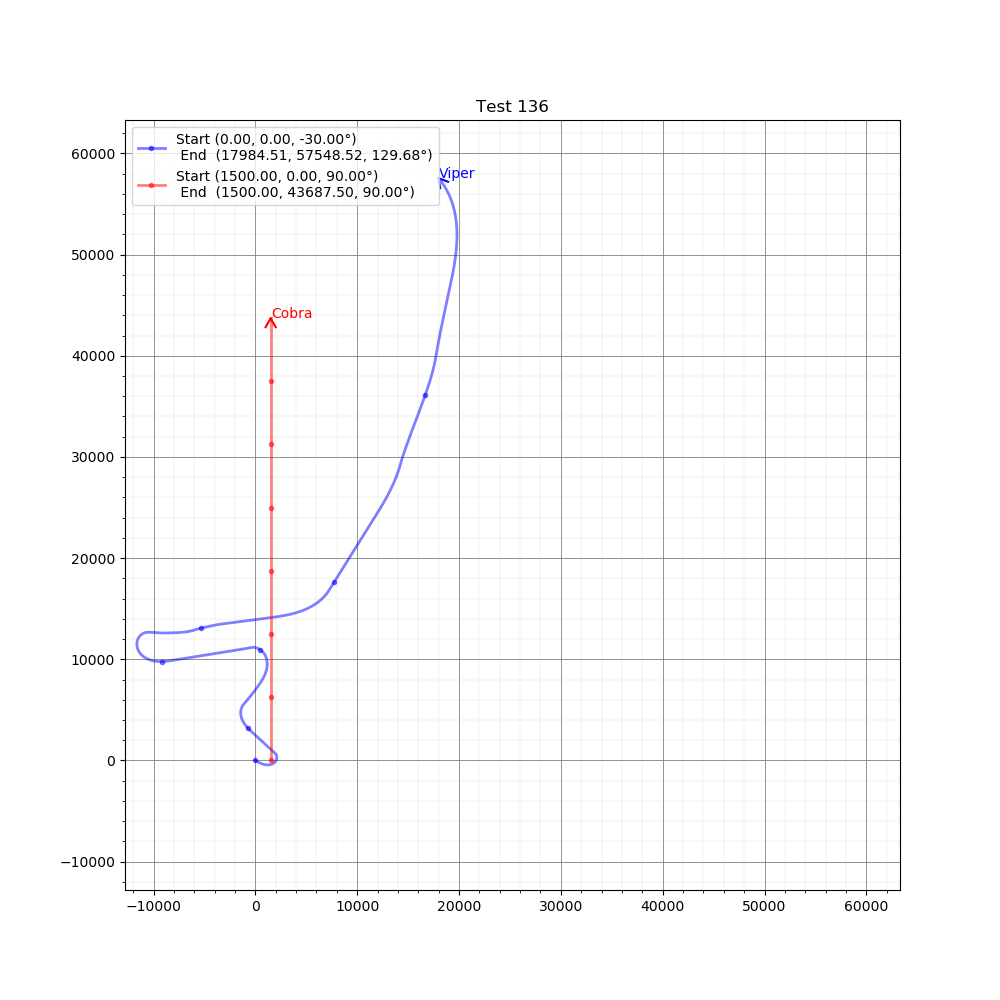 Test 136
Start (0.00, 0.00, -30.00°)
End (17984.51, 57548.52, 129.68°)
Start (1500.00, 0.00, 90.00°)
End (1500.00, 43687.50, 90.00°)
Viper
Cobra
60000
50000
40000
30000
20000
10000
0
−10000
−10000 0 10000 20000 30000 40000 50000 60000